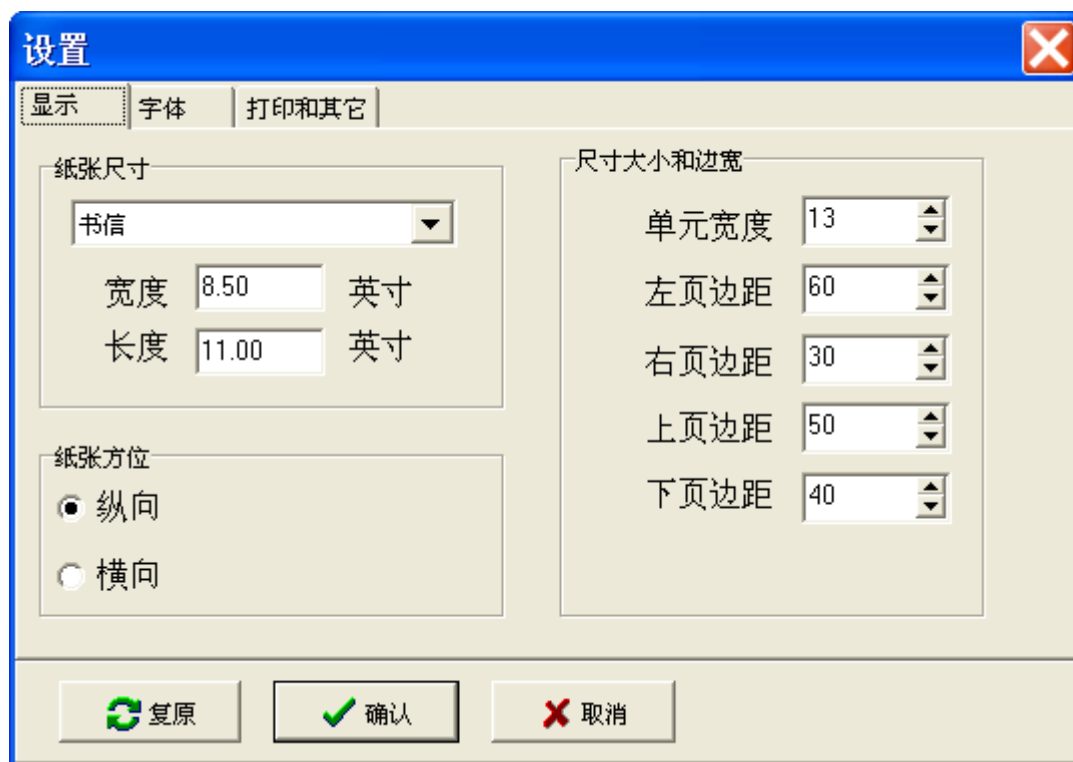 设置
显示 字体 打印和其它
纸张尺寸
书信
宽度 8.50 英寸
长度 11.00 英寸
纸张方位
纵向
横向
尺寸大小和边宽
单元宽度 13
左页边距 60
右页边距 30
上页边距 50
下页边距 40
复原 确认 取消